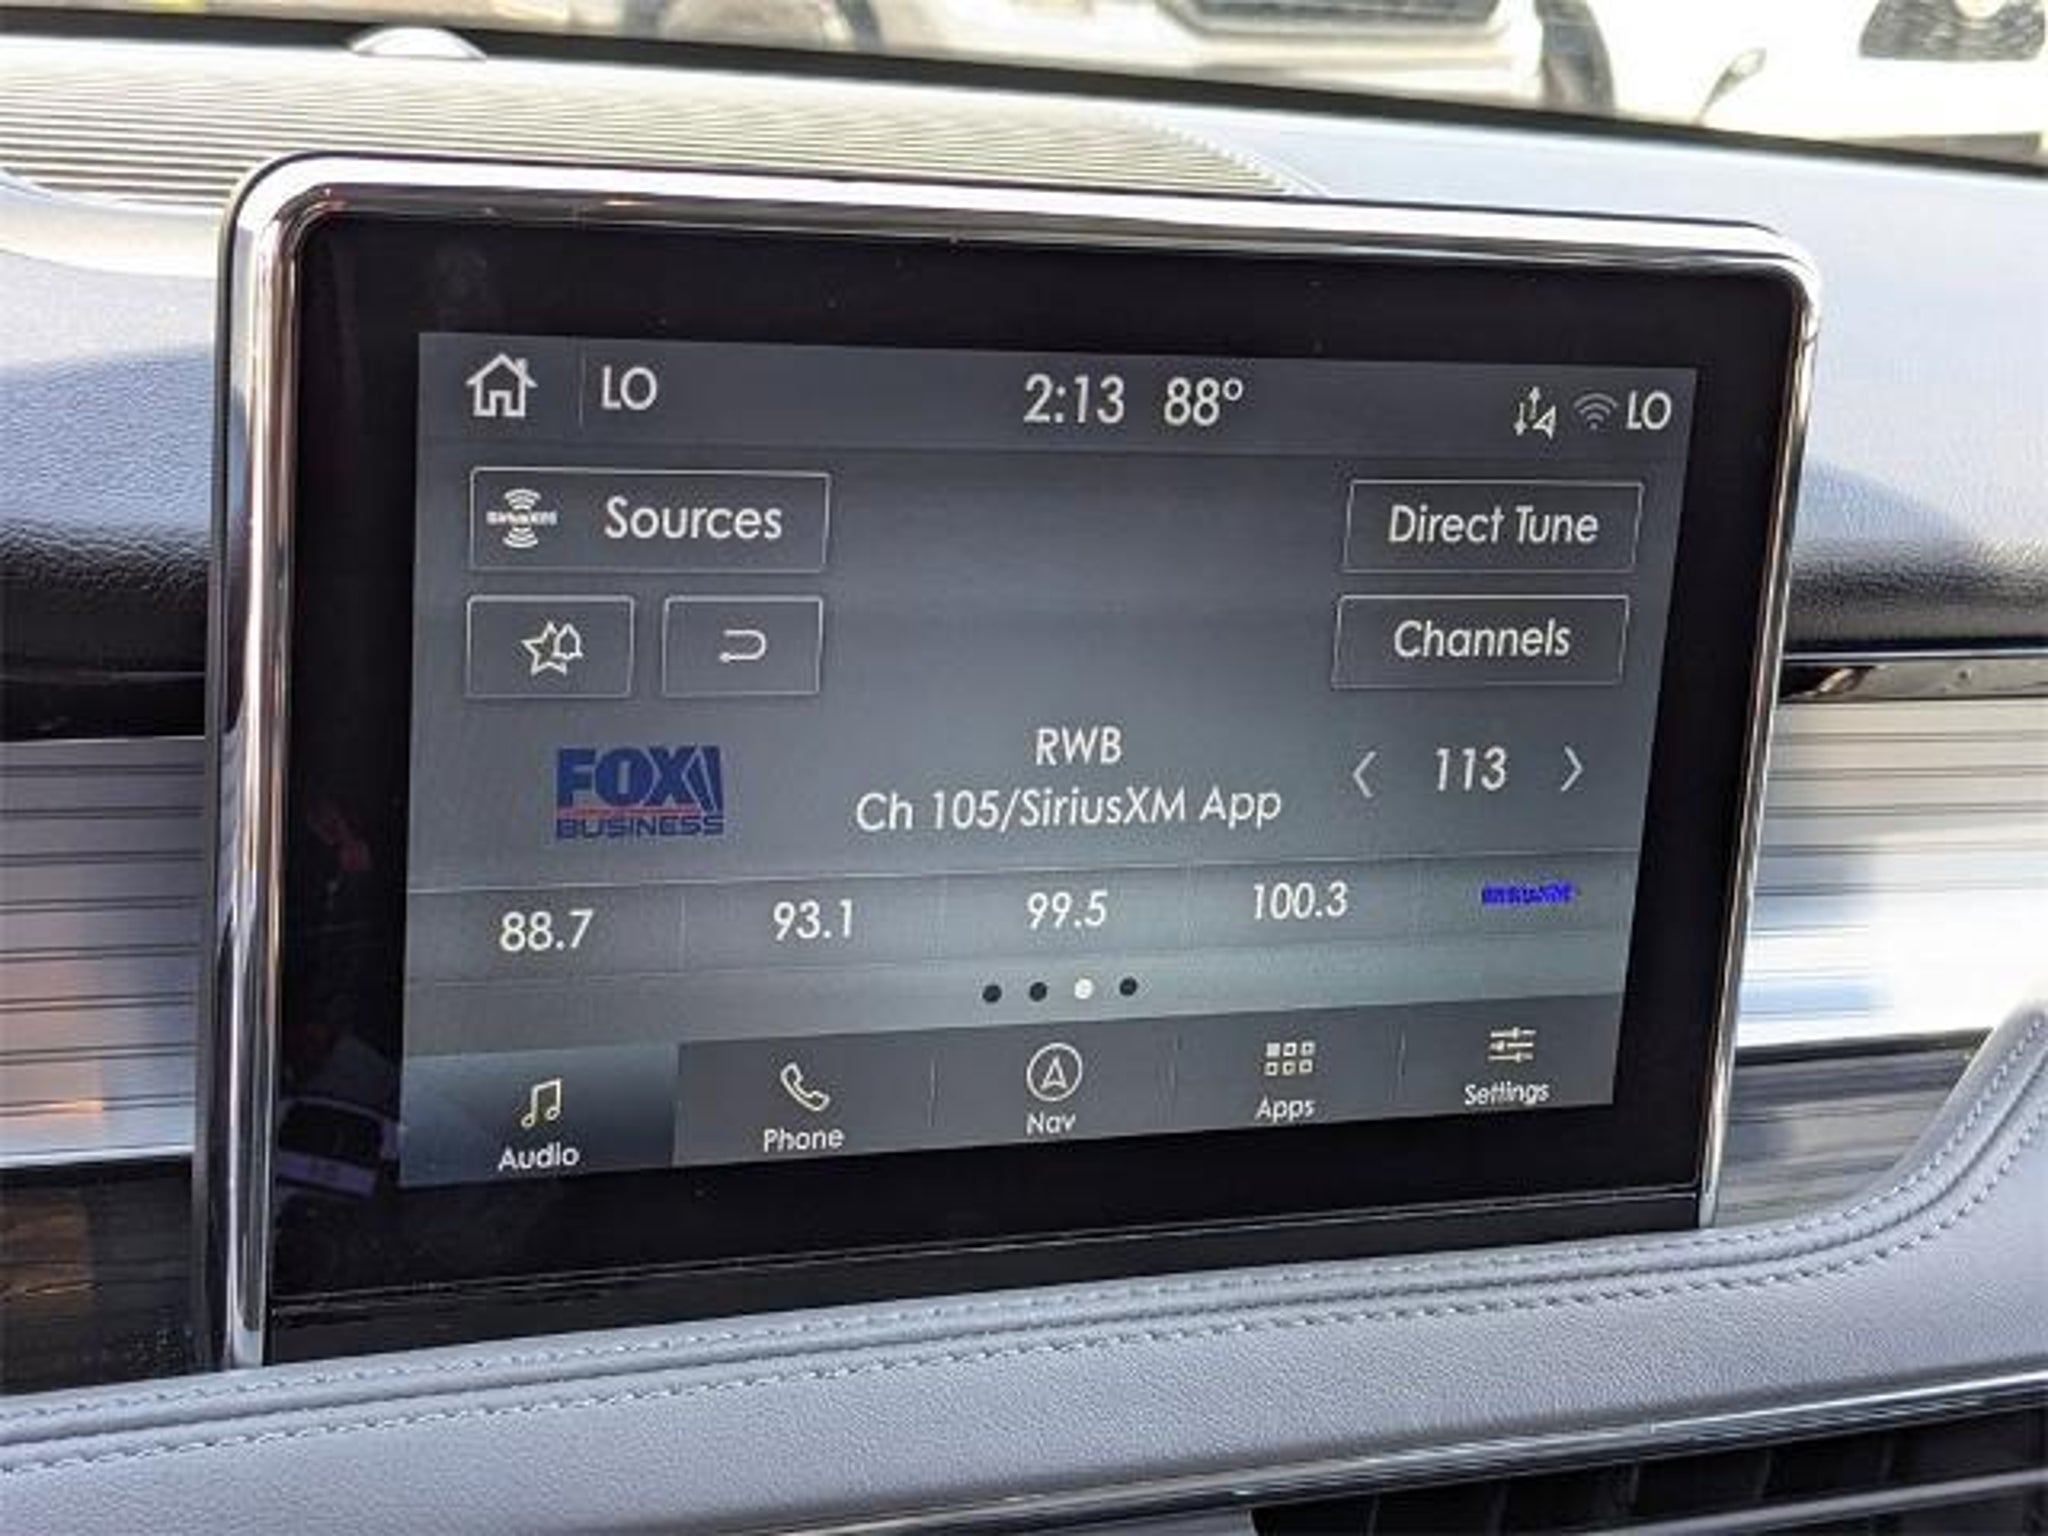 LO 2:13 88° LO
Sources
Direct Tune
Channels
FOX
BUSINESS
RWB
Ch 105/SiriusXM App
113
88.7 93.1 99.5 100.3
Audio Phone Nav Apps Settings